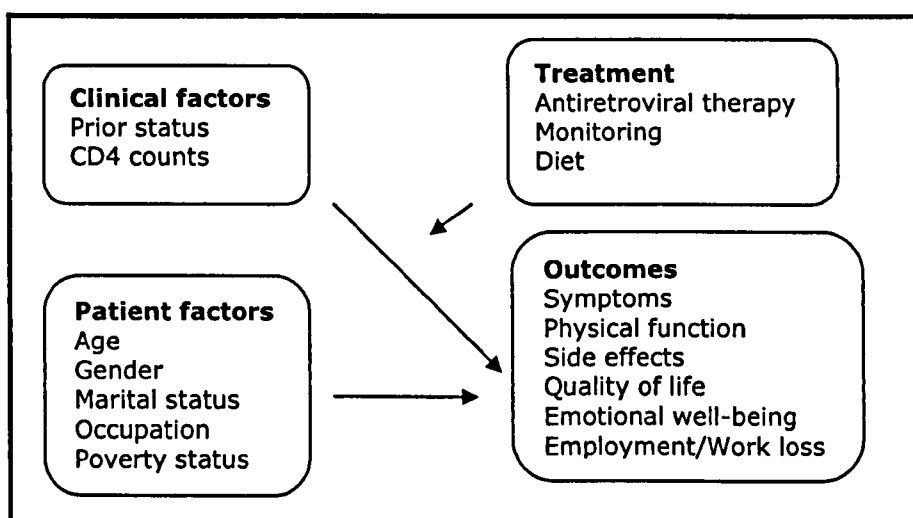 Clinical factors
Prior status
CD4 counts
Treatment
Antiretroviral therapy
Monitoring
Diet
Patient factors
Age
Gender
Marital status
Occupation
Poverty status
Outcomes
Symptoms
Physical function
Side effects
Quality of life
Emotional well-being
Employment/Work loss